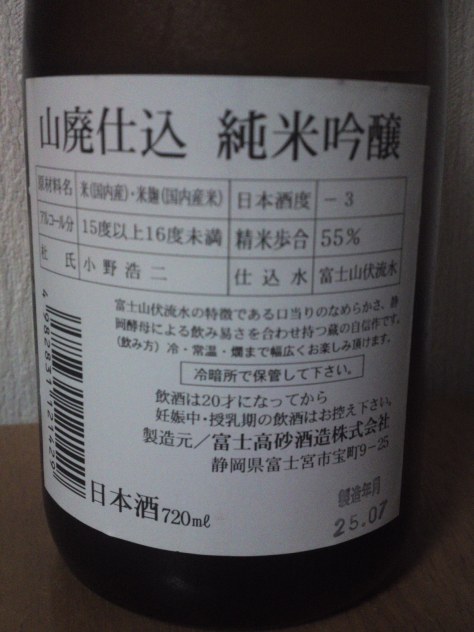 山廃仕込 純米吟醸
原材料名 米(国内産)・米麹(国内産米) 日本酒度 －3
アルコール分 15度以上16度未満 精米歩合 55%
杜氏 小野浩二 仕込水 富士山伏流水
富士山伏流水の特徴である口当りのなめらかさ、静
岡酵母による飲み易さを合わせ持つ蔵の自信作です。
(飲み方) 冷・常温・燗まで幅広くお楽しみ頂けます。
冷暗所で保管して下さい。
飲酒は20才になってから
妊娠中・授乳期の飲酒はお控え下さい。
製造元／富士高砂酒造株式会社
静岡県富士宮市宝町9-25
4 982831 121429
日本酒 720mℓ
製造年月
25.07